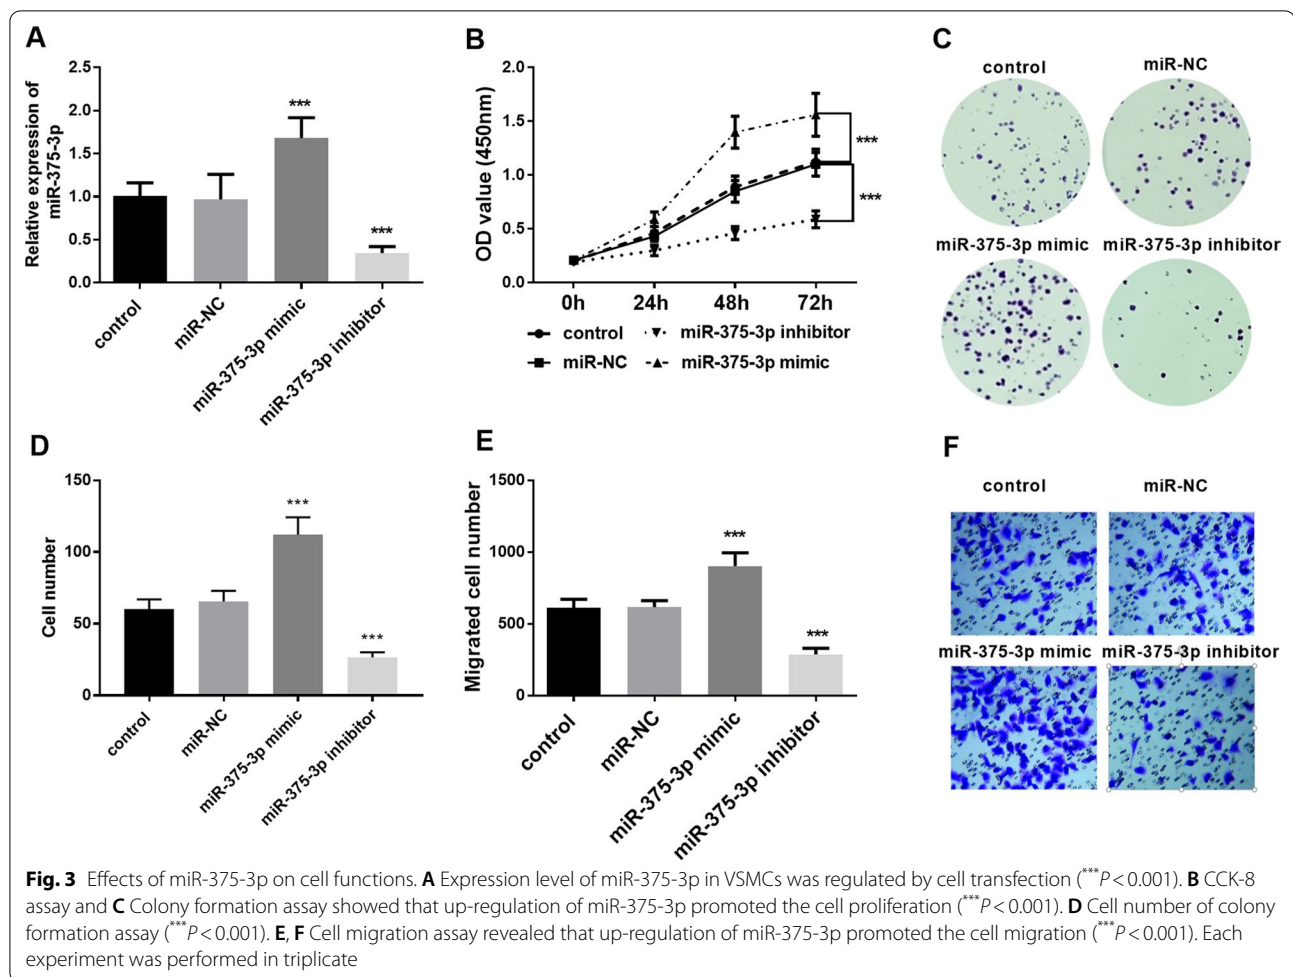 A
Relative expression of
miR-375-3p
2.5
2.0
1.5
1.0
0.5
0.0
***
***
control
miR-NC
miR-375-3p mimic
miR-375-3p inhibitor
B
OD value (450nm)
2.0
1.5
1.0
0.5
0.0
***
***
0h 24h 48h 72h
control
miR-375-3p inhibitor
miR-NC
miR-375-3p mimic
C
control
miR-NC
miR-375-3p mimic
miR-375-3p inhibitor
D
Cell number
150
100
50
0
***
***
control
miR-NC
miR-375-3p mimic
miR-375-3p inhibitor
E
Migrated cell number
1500
1000
500
0
***
***
control
miR-NC
miR-375-3p mimic
miR-375-3p inhibitor
F
control
miR-NC
miR-375-3p mimic
miR-375-3p inhibitor
Fig. 3 Effects of miR-375-3p on cell functions. A Expression level of miR-375-3p in VSMCs was regulated by cell transfection (***P < 0.001). B CCK-8
assay and C Colony formation assay showed that up-regulation of miR-375-3p promoted the cell proliferation (***P < 0.001). D Cell number of colony
formation assay (***P < 0.001). E, F Cell migration assay revealed that up-regulation of miR-375-3p promoted the cell migration (***P < 0.001). Each
experiment was performed in triplicate